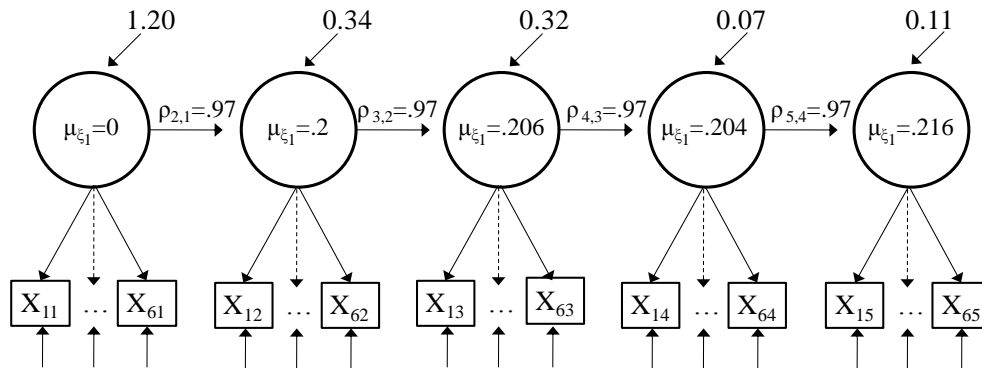 1.20 0.34 0.32 0.07 0.11
ρ2,1=.97 ρ3,2=.97 ρ4,3=.97 ρ5,4=.97
μξ1=0 μξ1=.2 μξ1=.206 μξ1=.204 μξ1=.216
X11 ... X61 X12 ... X62 X13 ... X63 X14 ... X64 X15 ... X65